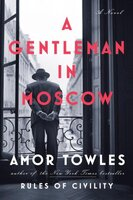 A Novel
A
GENTLEMAN
IN
MOSCOW
AMOR TOWLES
author of the New York Times bestseller
RULES OF CIVILITY